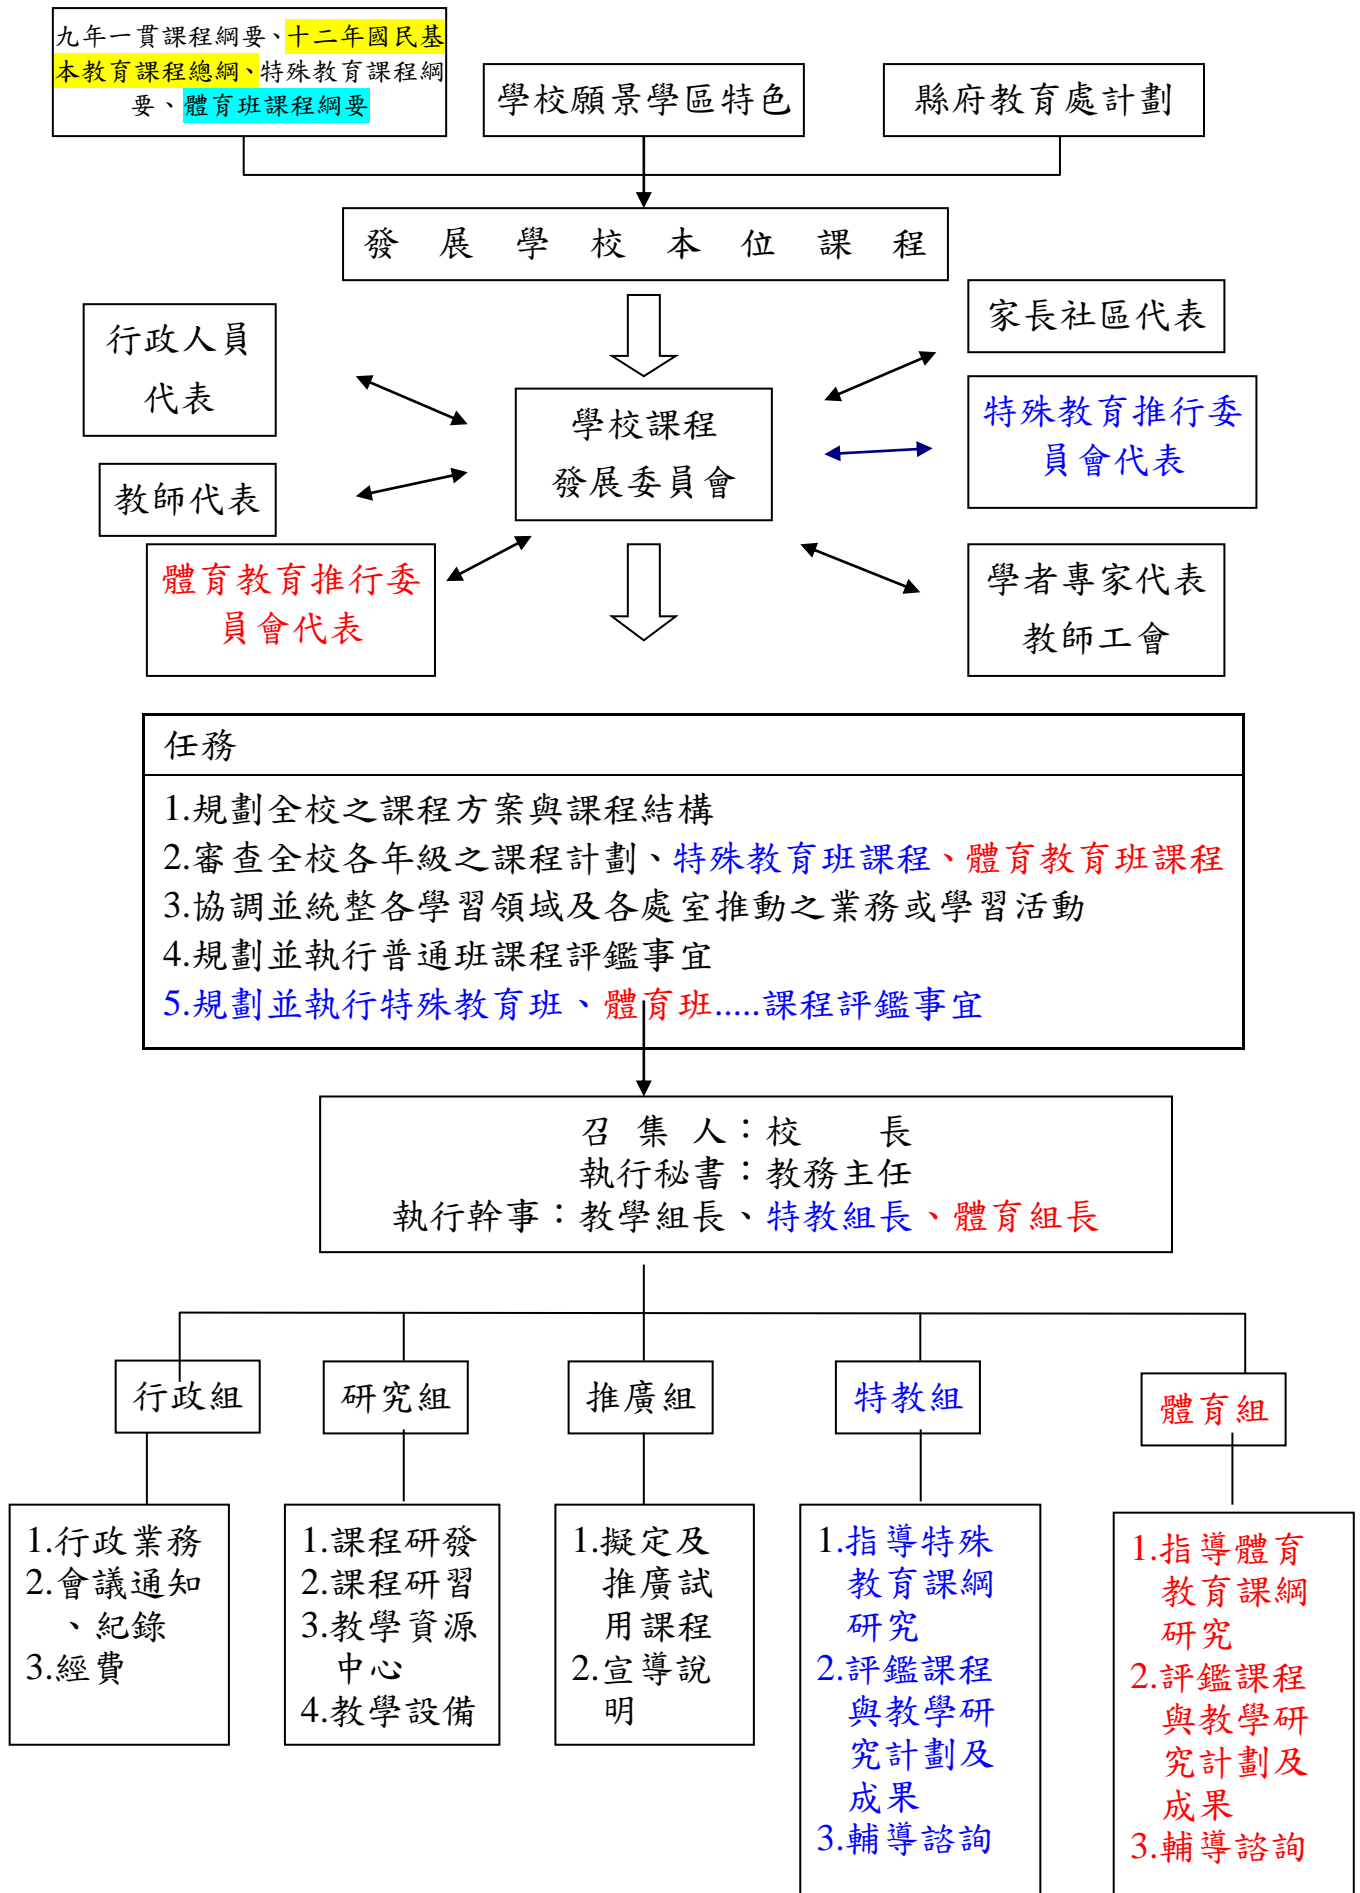 九年一貫課程綱要、十二年國民基
本教育課程總綱、特殊教育課程綱
要、體育班課程綱要
學校願景學區特色
縣府教育處計劃
發展學校本位課程
行政人員
代表
教師代表
體育教育推行委
員會代表
學校課程
發展委員會
家長社區代表
特殊教育推行委
員會代表
學者專家代表
教師工會
任務
1.規劃全校之課程方案與課程結構
2.審查全校各年級之課程計劃、特殊教育班課程、體育教育班課程
3.協調並統整各學習領域及各處室推動之業務或學習活動
4.規劃並執行普通班課程評鑑事宜
5.規劃並執行特殊教育班、體育班.....課程評鑑事宜
召 集 人：校　　長
執行秘書：教務主任
執行幹事：教學組長、特教組長、體育組長
行政組
研究組
推廣組
特教組
體育組
1.行政業務
2.會議通知
、紀錄
3.經費
1.課程研發
2.課程研習
3.教學資源
中心
4.教學設備
1.擬定及
推廣試
用課程
2.宣導說
明
1.指導特殊
教育課綱
研究
2.評鑑課程
與教學研
究計劃及
成果
3.輔導諮詢
1.指導體育
教育課綱
研究
2.評鑑課程
與教學研
究計劃及
成果
3.輔導諮詢